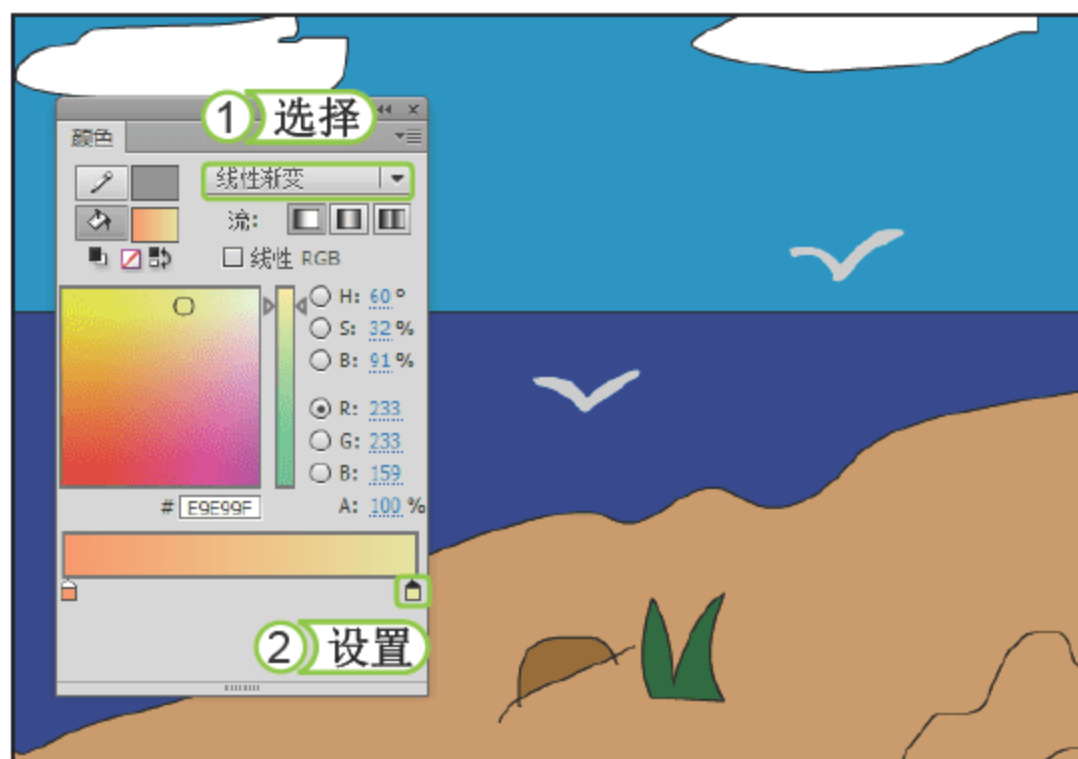 ① 选择
颜色
线性渐变
流:
线性 RGB
H: 60 °
S: 32 %
B: 91 %
R: 233
G: 233
B: 159
# E9E99F A: 100 %
② 设置